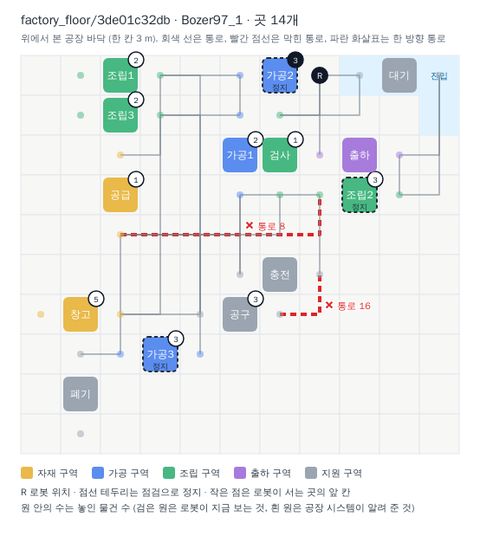 factory_floor/3de01c32db · Bozer97_1 · 곳 14개
위에서 본 공장 바닥 (한 칸 3 m). 회색 선은 통로, 빨간 점선은 막힌 통로, 파란 화살표는 한 방향 통로
조립1 2
가공2 정지 3
R
대기
진입
조립3 2
가공1 2
검사 1
출하
공급 1
조립2 정지 3
✕ 통로 8
충전
창고 5
공구 3
✕ 통로 16
가공3 정지 3
폐기
자재 구역 가공 구역 조립 구역 출하 구역 지원 구역
R 로봇 위치 · 점선 테두리는 점검으로 정지 · 작은 점은 로봇이 서는 곳의 앞 칸
원 안의 수는 놓인 물건 수 (검은 원은 로봇이 지금 보는 것, 흰 원은 공장 시스템이 알려 준 것)